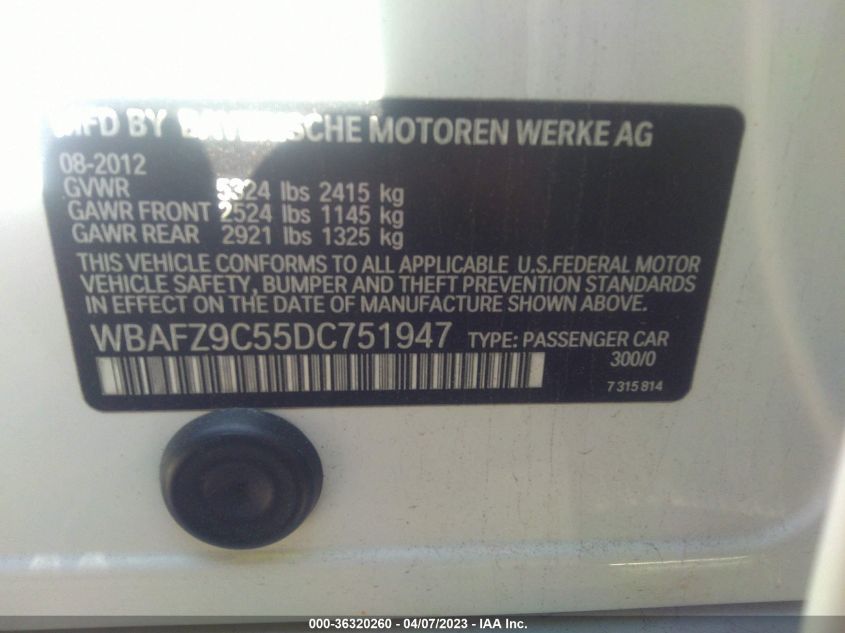 MFD BY BAYERISCHE MOTOREN WERKE AG
08-2012
GVWR 5324 lbs 2415 kg
GAWR FRONT 2524 lbs 1145 kg
GAWR REAR 2921 lbs 1325 kg
THIS VEHICLE CONFORMS TO ALL APPLICABLE U.S.FEDERAL MOTOR
VEHICLE SAFETY, BUMPER AND THEFT PREVENTION STANDARDS
IN EFFECT ON THE DATE OF MANUFACTURE SHOWN ABOVE.
WBAFZ9C55DC751947 TYPE: PASSENGER CAR
300/0
7 315 814
000-36320260 - 04/07/2023 - IAA Inc.